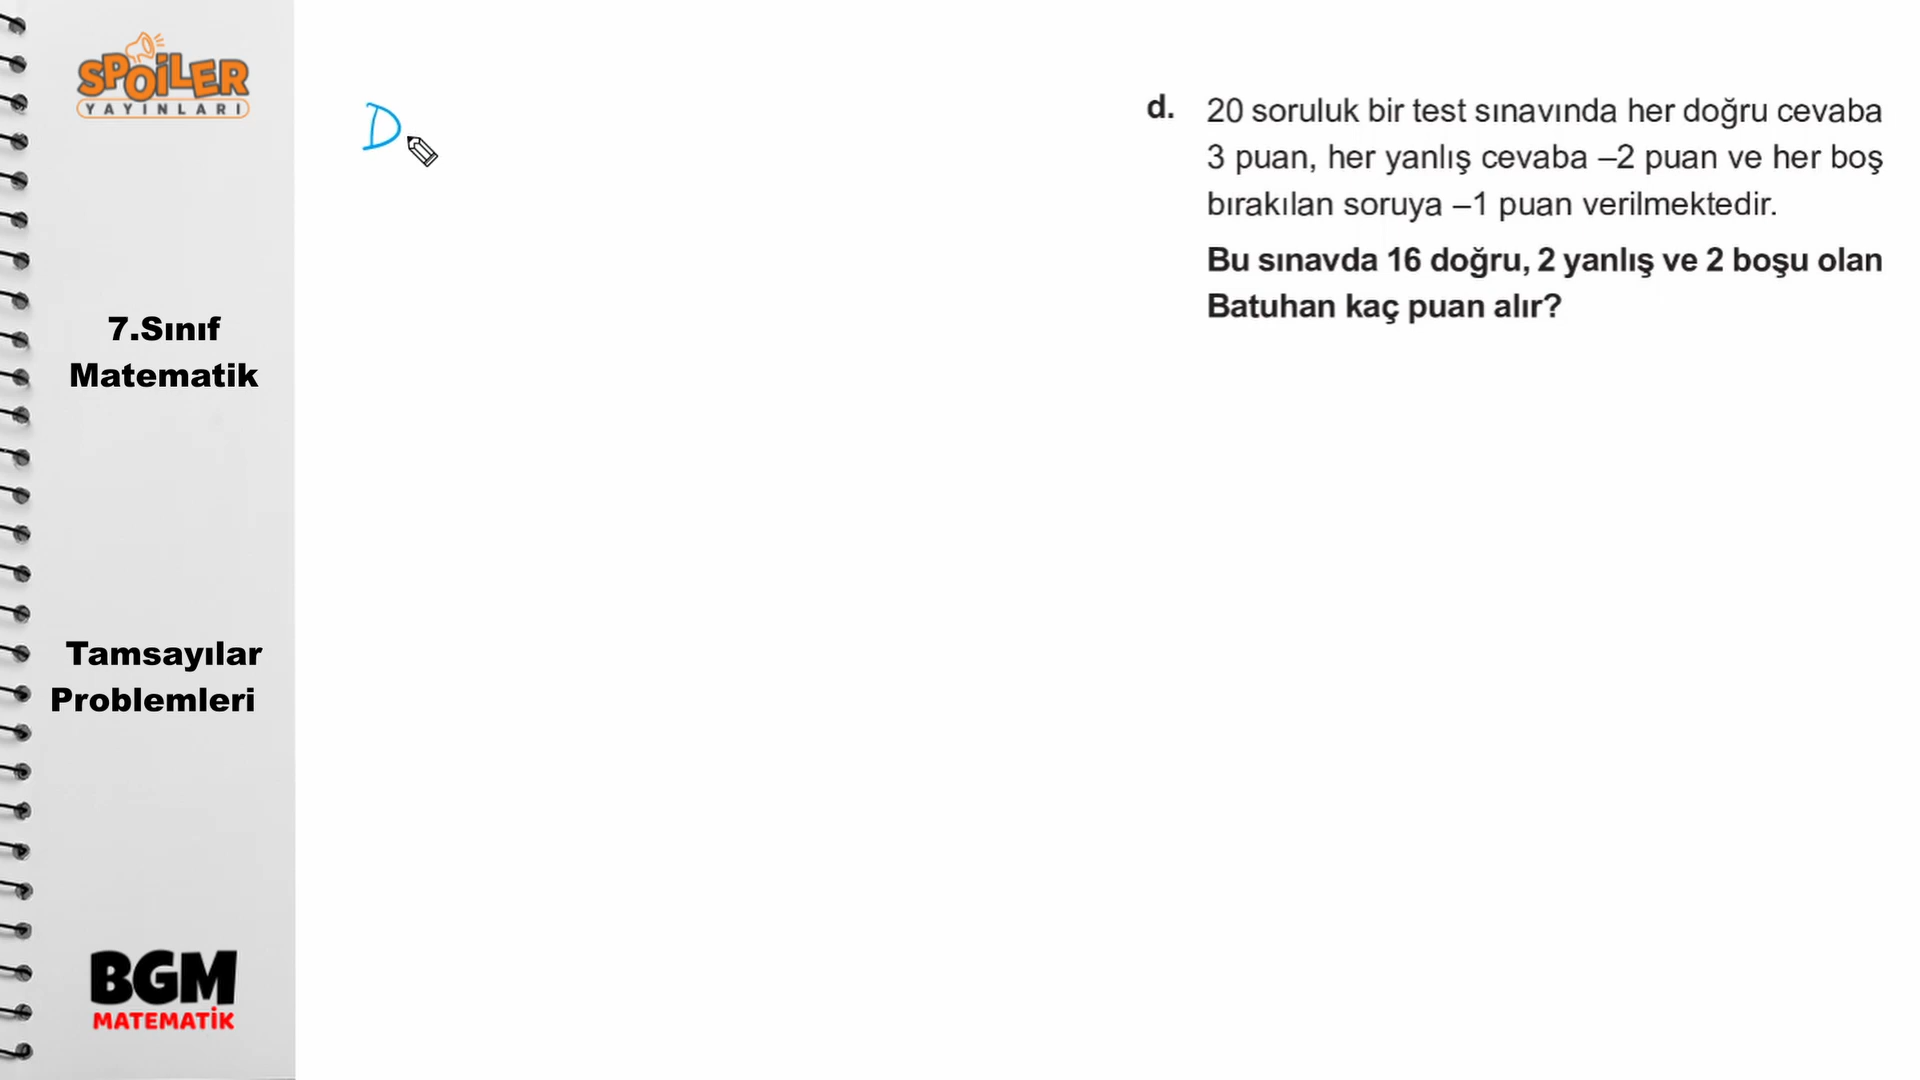 SPOiLER
YAYINLARI
7.Sınıf
Matematik
Tamsayılar
Problemleri
BGM
MATEMATİK
D
d. 20 soruluk bir test sınavında her doğru cevaba
3 puan, her yanlış cevaba –2 puan ve her boş
bırakılan soruya –1 puan verilmektedir.
Bu sınavda 16 doğru, 2 yanlış ve 2 boşu olan
Batuhan kaç puan alır?